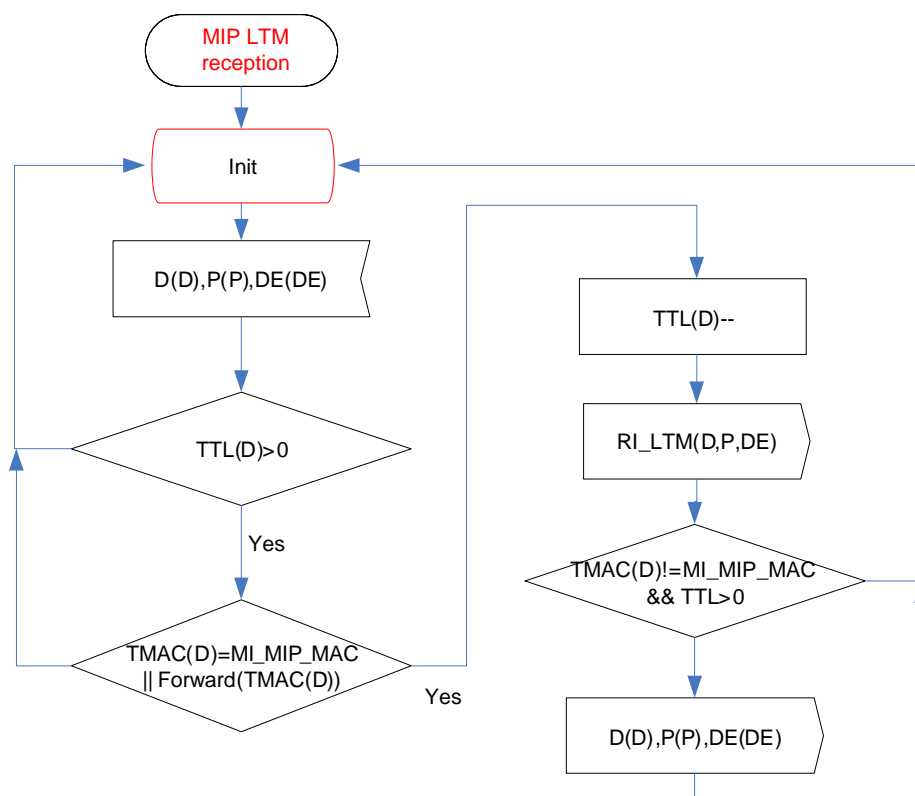 MIP LTM
reception
Init
D(D),P(P),DE(DE)
TTL(D)>0
Yes
TMAC(D)=MI_MIP_MAC
|| Forward(TMAC(D))
Yes
TTL(D)--
RI_LTM(D,P,DE)
TMAC(D)!=MI_MIP_MAC
&& TTL>0
D(D),P(P),DE(DE)